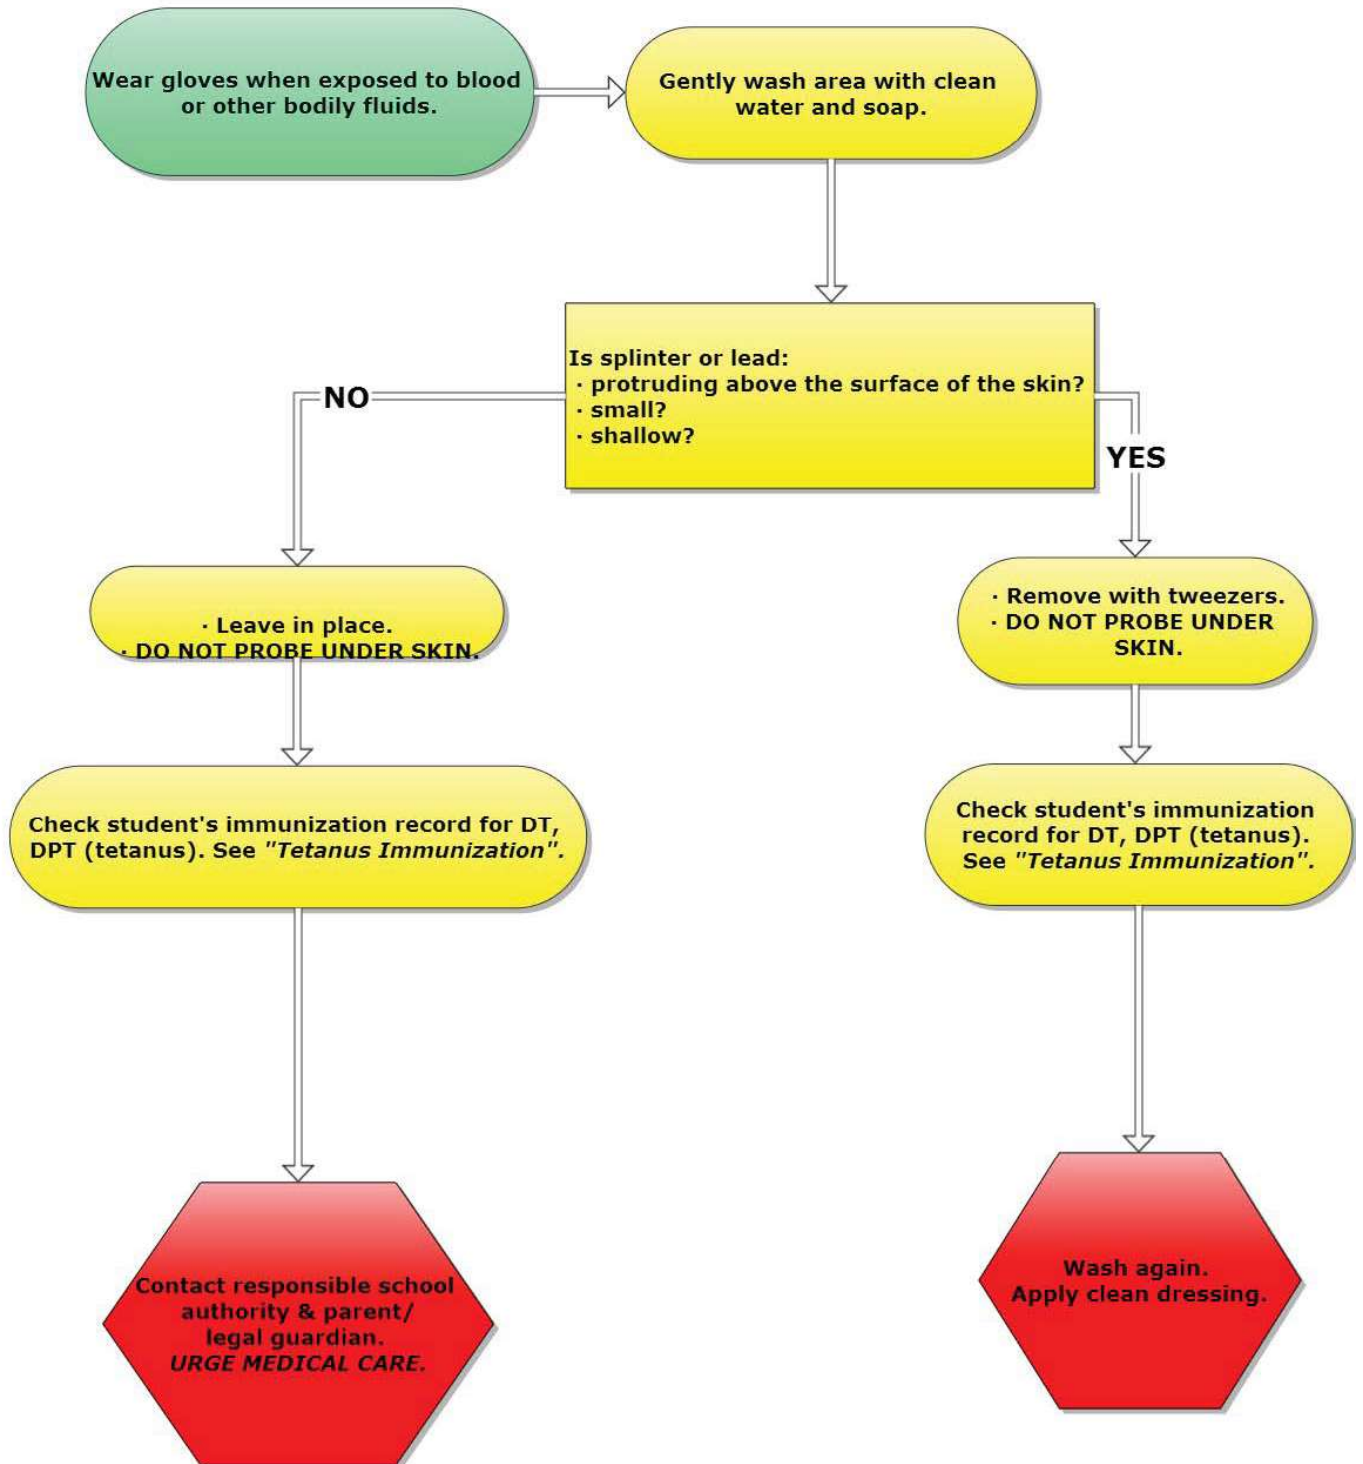 Wear gloves when exposed to blood
or other bodily fluids.
Gently wash area with clean
water and soap.
Is splinter or lead:
· protruding above the surface of the skin?
· small?
· shallow?
NO
YES
· Leave in place.
· DO NOT PROBE UNDER SKIN.
· Remove with tweezers.
· DO NOT PROBE UNDER
SKIN.
Check student's immunization record for DT,
DPT (tetanus). See "Tetanus Immunization".
Check student's immunization
record for DT, DPT (tetanus).
See "Tetanus Immunization".
Contact responsible school
authority & parent/
legal guardian.
URGE MEDICAL CARE.
Wash again.
Apply clean dressing.